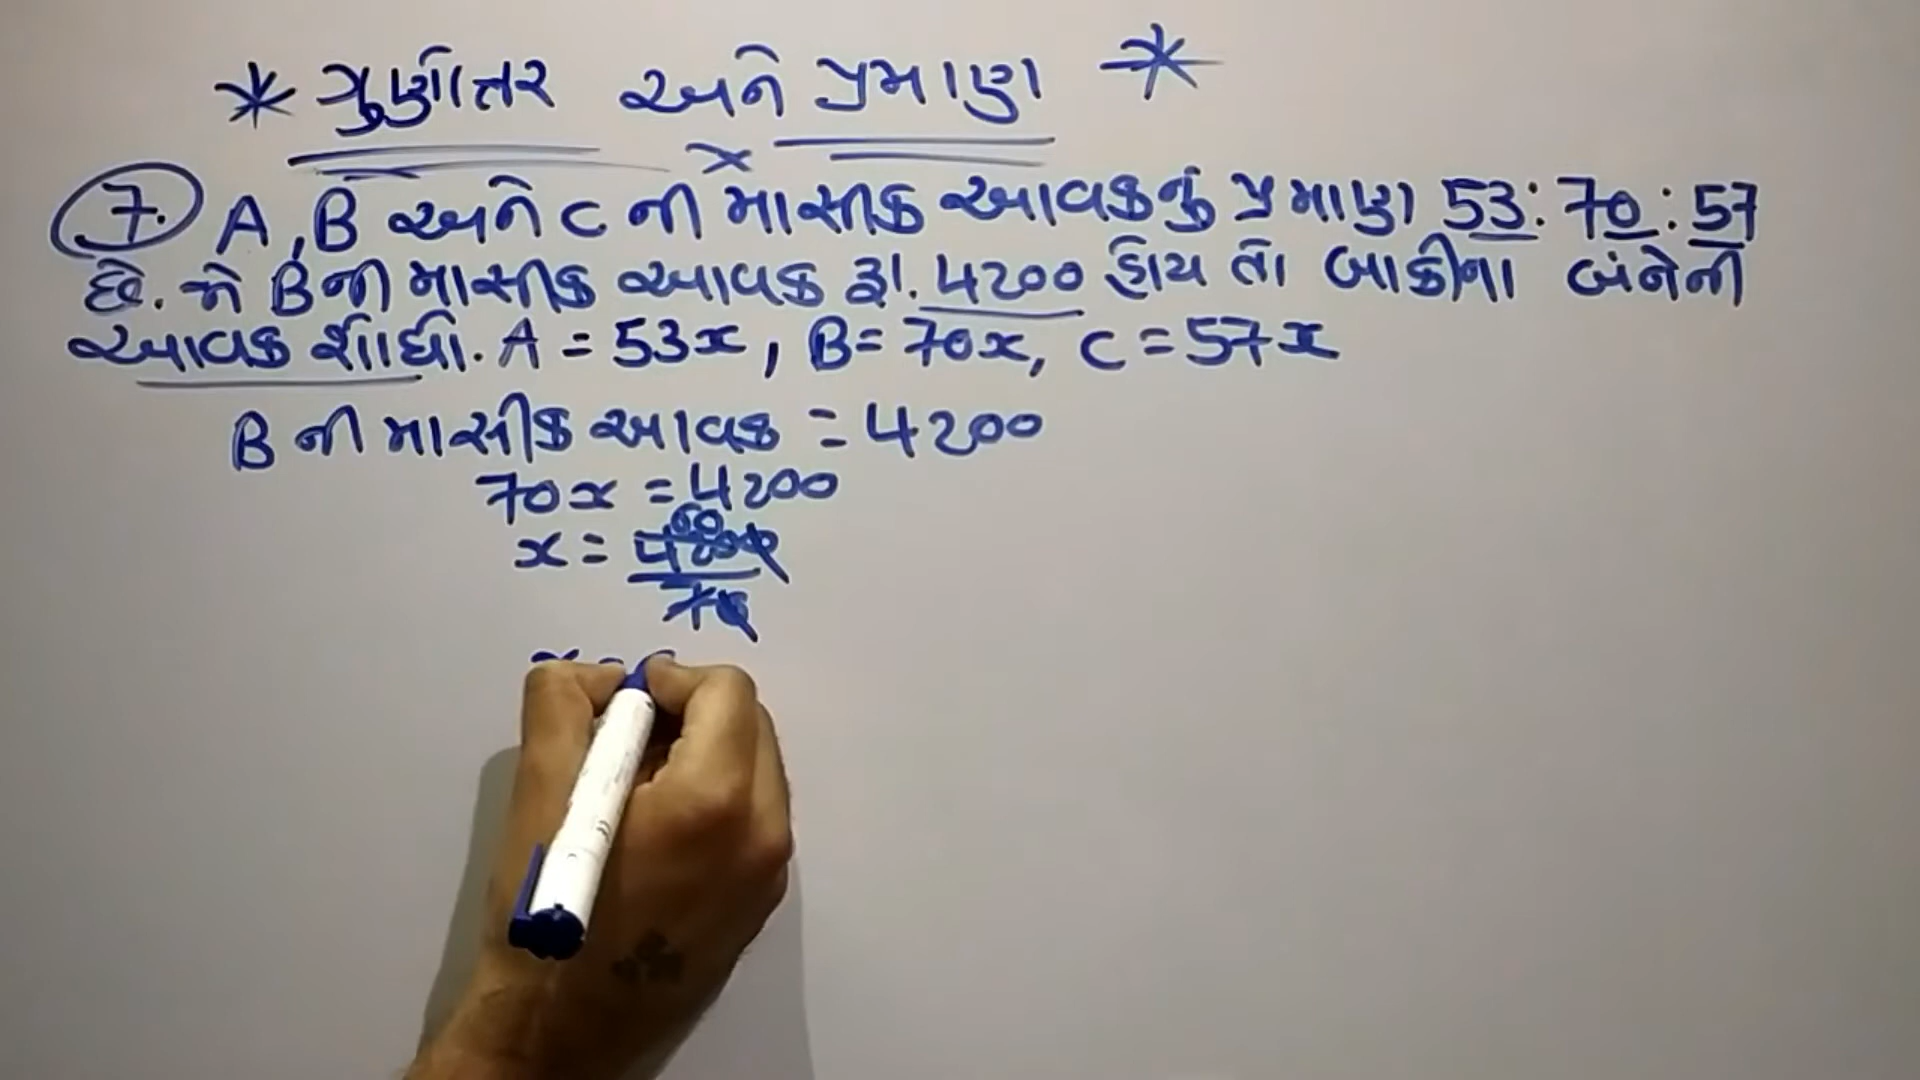 * ગુણોત્તર અને પ્રમાણ *
x
7. A, B અને C ની માસીક આવકનું પ્રમાણ 53 : 70 : 57
છે. જો B ની માસીક આવક રૂા. 4200 હોય તો બાકીના બંનેની
આવક શોધો. A = 53x, B = 70x, C = 57x
B ની માસીક આવક = 4200
70x = 4200
60
x = 4200
70
x =